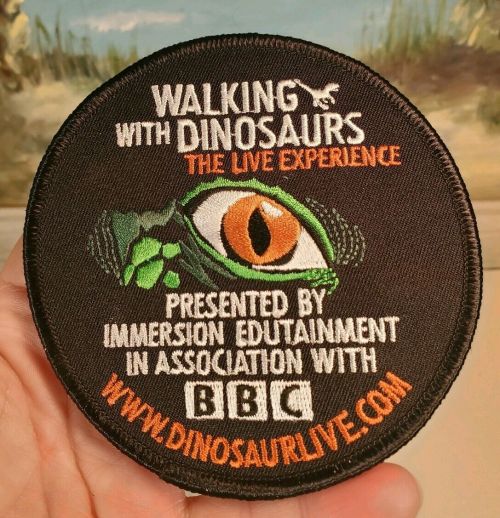 WALKING
WITH DINOSAURS
THE LIVE EXPERIENCE
PRESENTED BY
IMMERSION EDUTAINMENT
IN ASSOCIATION WITH
BBC
WWW.DINOSAURLIVE.COM